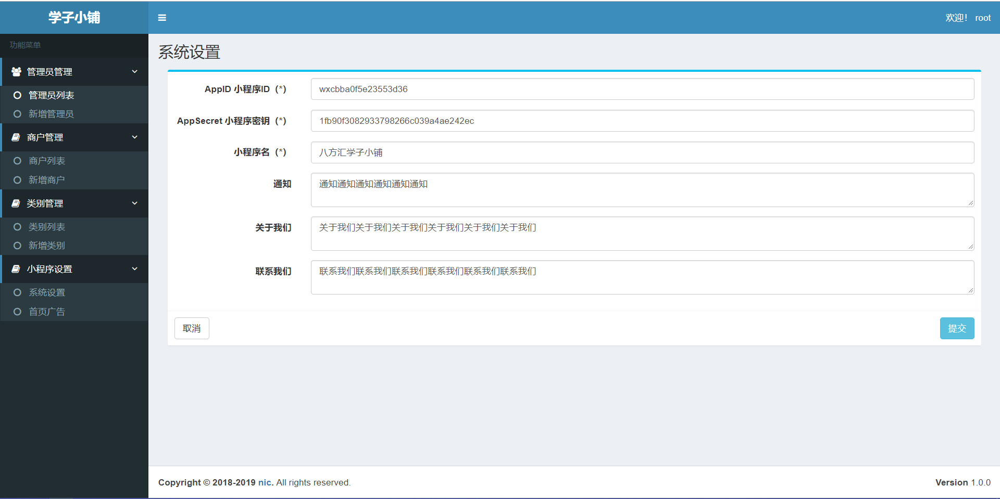 学子小铺
欢迎! root
功能菜单
管理员管理
管理员列表
新增管理员
商户管理
商户列表
新增商户
类别管理
类别列表
新增类别
小程序设置
系统设置
首页广告
系统设置
AppID 小程序ID（*） wxcbba0f5e23553d36
AppSecret 小程序密钥（*） 1fb90f3082933798266c039a4ae242ec
小程序名（*） 八方汇学子小铺
通知 通知通知通知通知通知通知
关于我们 关于我们关于我们关于我们关于我们关于我们关于我们
联系我们 联系我们联系我们联系我们联系我们联系我们联系我们
取消 提交
Copyright © 2018-2019 nic. All rights reserved. Version 1.0.0